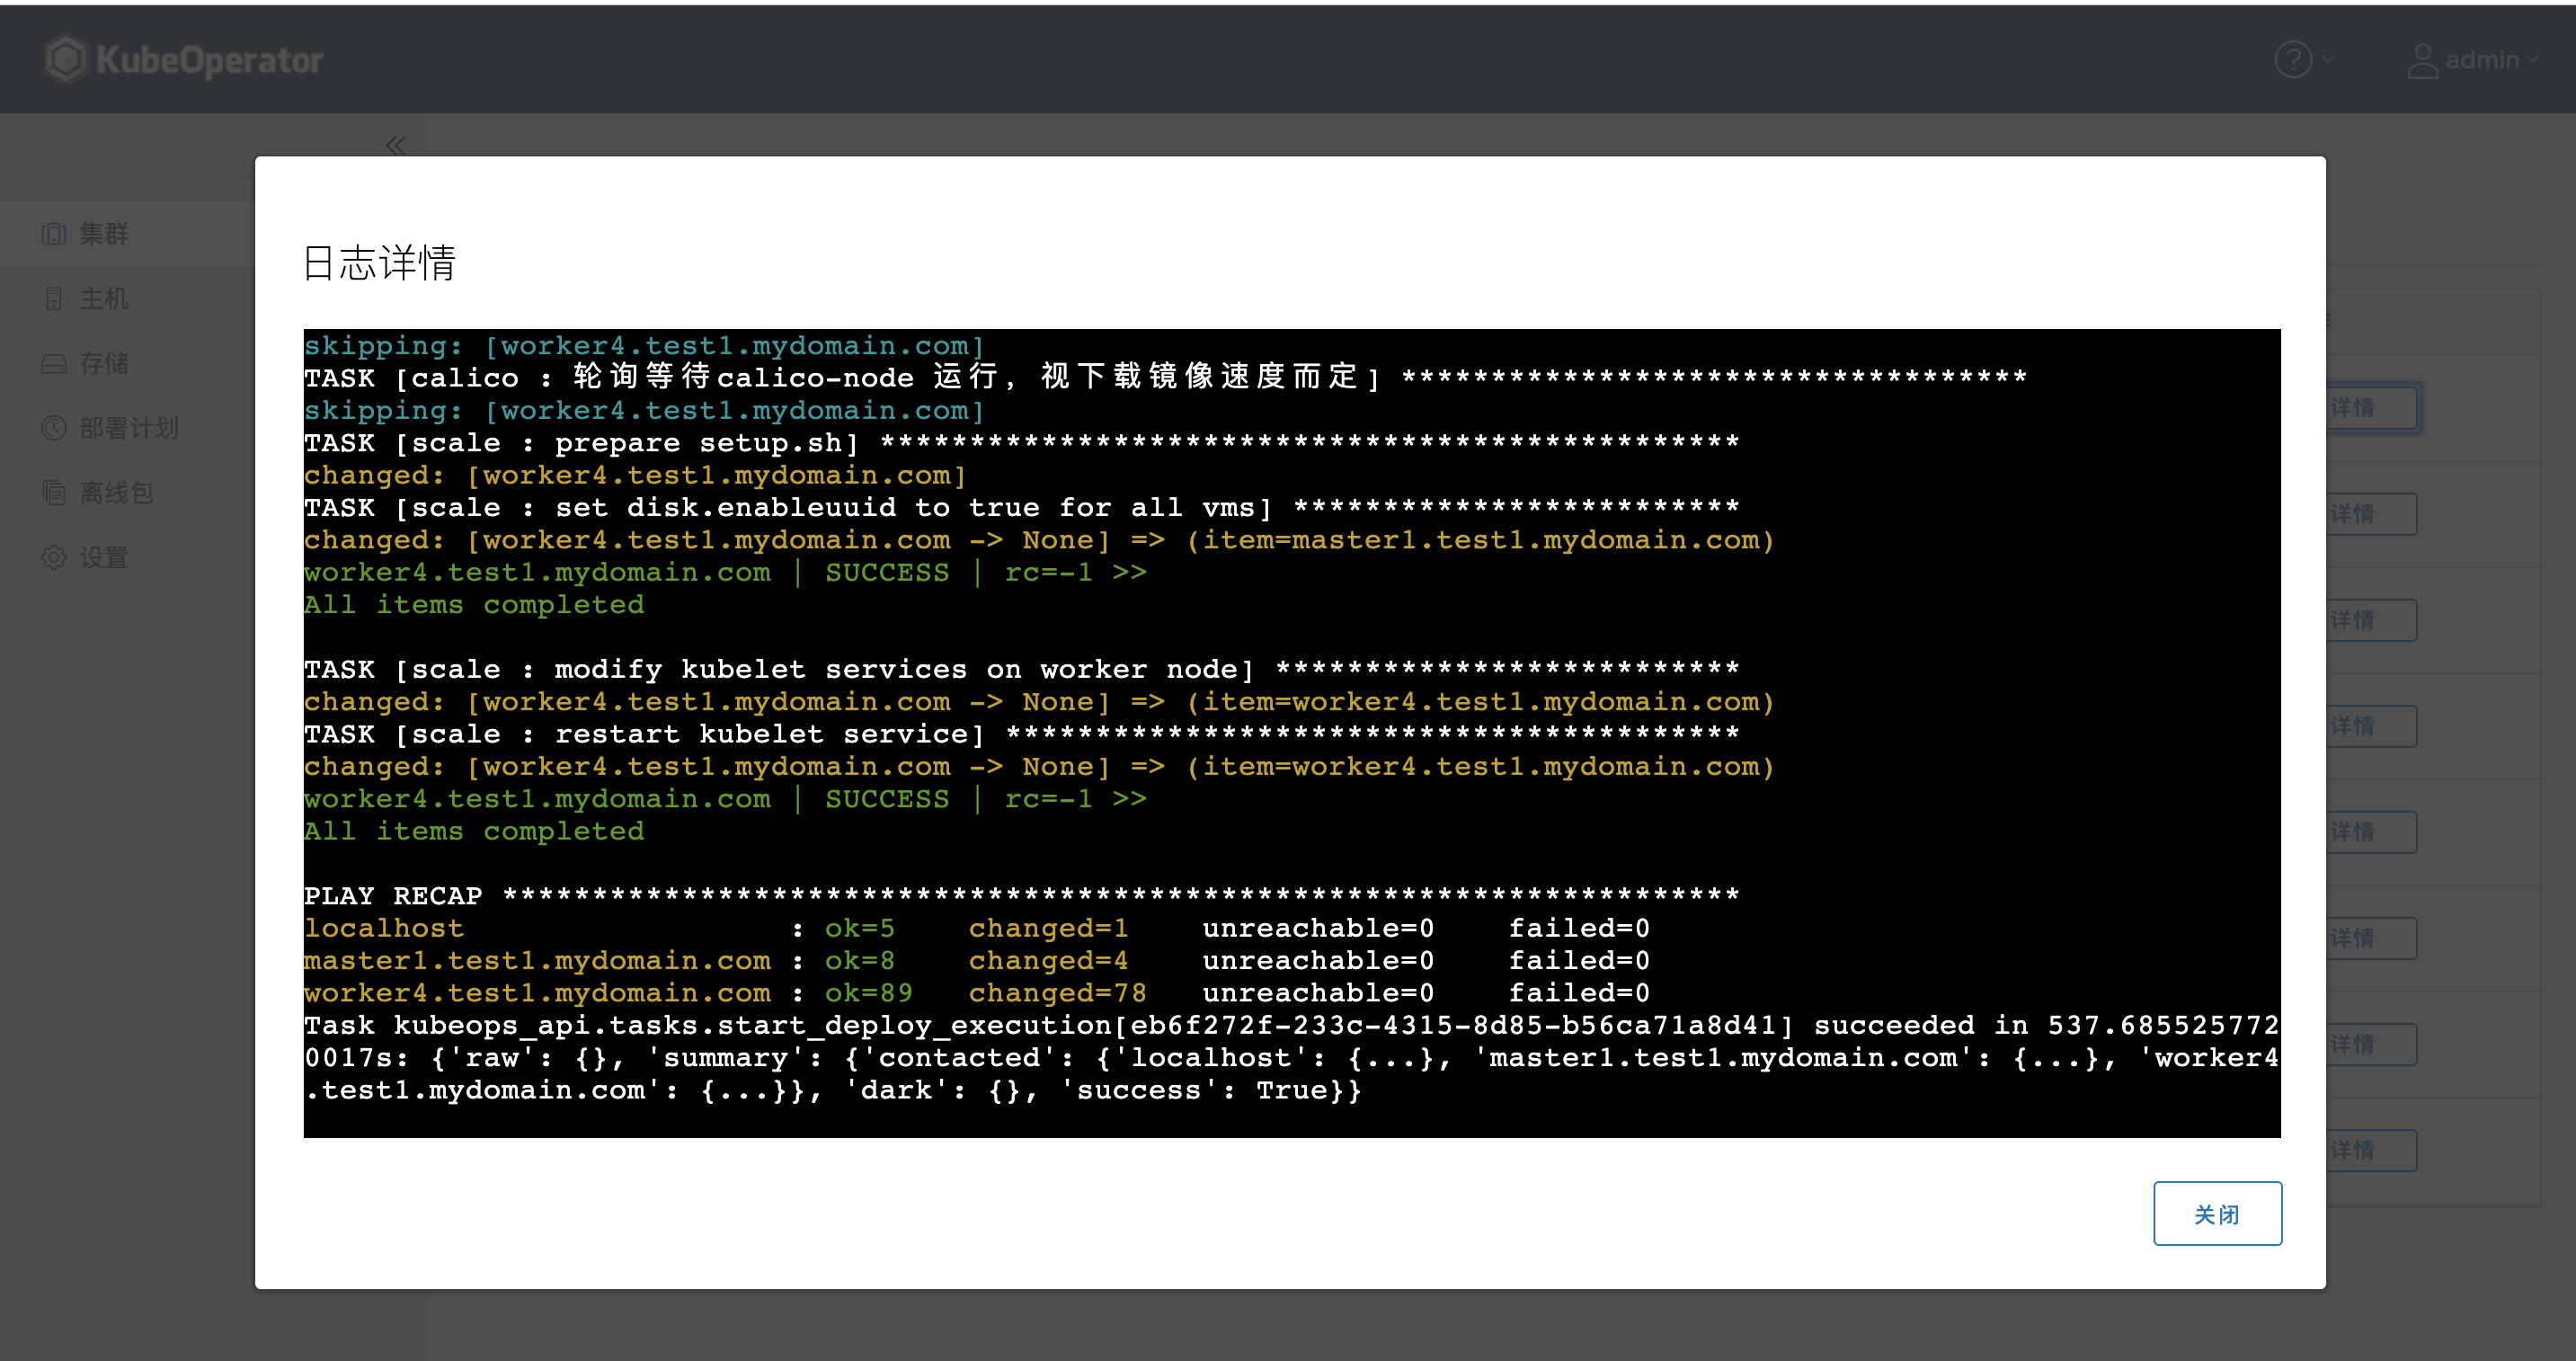 KubeOperator
admin
«
集群
主机
存储
部署计划
离线包
设置
日志详情
skipping: [worker4.test1.mydomain.com]
TASK [calico : 轮询等待calico-node 运行，视下载镜像速度而定] ***********************************
skipping: [worker4.test1.mydomain.com]
TASK [scale : prepare setup.sh] ************************************************
changed: [worker4.test1.mydomain.com]
TASK [scale : set disk.enableuuid to true for all vms] *************************
changed: [worker4.test1.mydomain.com -> None] => (item=master1.test1.mydomain.com)
worker4.test1.mydomain.com | SUCCESS | rc=-1 >>
All items completed
TASK [scale : modify kubelet services on worker node] **************************
changed: [worker4.test1.mydomain.com -> None] => (item=worker4.test1.mydomain.com)
TASK [scale : restart kubelet service] *****************************************
changed: [worker4.test1.mydomain.com -> None] => (item=worker4.test1.mydomain.com)
worker4.test1.mydomain.com | SUCCESS | rc=-1 >>
All items completed
PLAY RECAP *********************************************************************
localhost                  : ok=5    changed=1    unreachable=0    failed=0
master1.test1.mydomain.com : ok=8    changed=4    unreachable=0    failed=0
worker4.test1.mydomain.com : ok=89   changed=78   unreachable=0    failed=0
Task kubeops_api.tasks.start_deploy_execution[eb6f272f-233c-4315-8d85-b56ca71a8d41] succeeded in 537.685525772
0017s: {'raw': {}, 'summary': {'contacted': {'localhost': {...}, 'master1.test1.mydomain.com': {...}, 'worker4
.test1.mydomain.com': {...}}, 'dark': {}, 'success': True}}
详情
详情
详情
详情
详情
详情
详情
详情
关闭